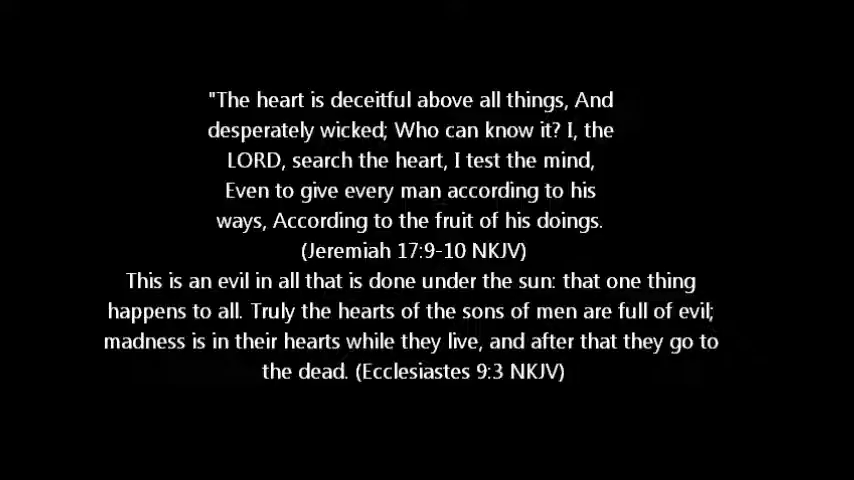 "The heart is deceitful above all things, And
desperately wicked; Who can know it? I, the
LORD, search the heart, I test the mind,
Even to give every man according to his
ways, According to the fruit of his doings.
(Jeremiah 17:9-10 NKJV)
This is an evil in all that is done under the sun: that one thing
happens to all. Truly the hearts of the sons of men are full of evil;
madness is in their hearts while they live, and after that they go to
the dead. (Ecclesiastes 9:3 NKJV)